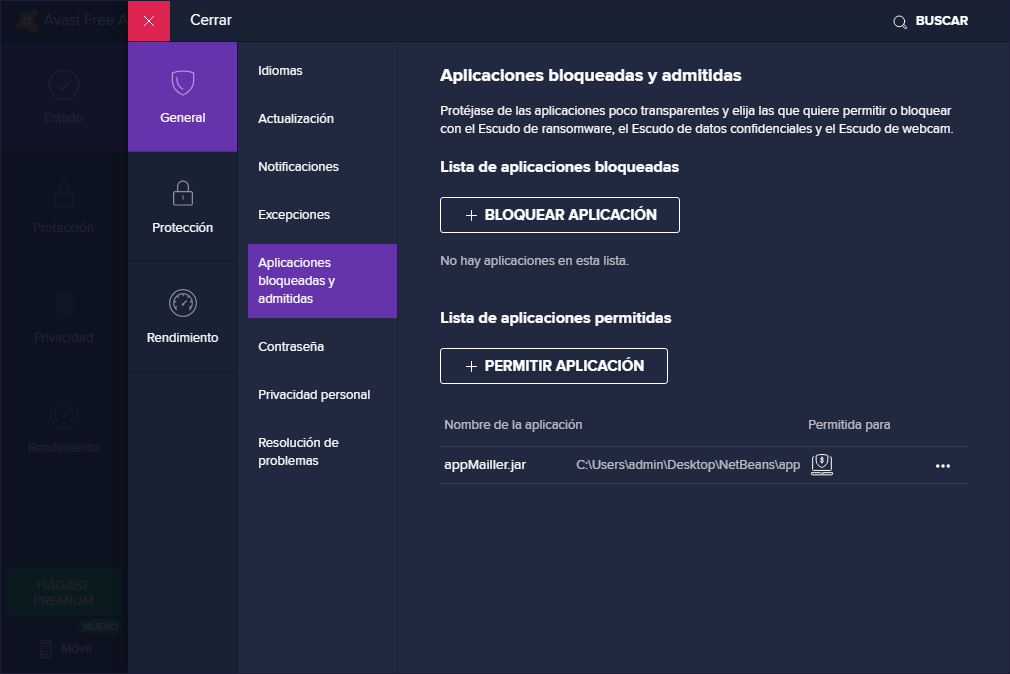 Avast Free A
Cerrar
BUSCAR
Estado
Protección
Privacidad
Rendimiento
HÁGASE
PREMIUM
NUEVO
Móvil
General
Protección
Rendimiento
Idiomas
Actualización
Notificaciones
Excepciones
Aplicaciones
bloqueadas y
admitidas
Contraseña
Privacidad personal
Resolución de
problemas
Aplicaciones bloqueadas y admitidas
Protéjase de las aplicaciones poco transparentes y elija las que quiere permitir o bloquear
con el Escudo de ransomware, el Escudo de datos confidenciales y el Escudo de webcam.
Lista de aplicaciones bloqueadas
+ BLOQUEAR APLICACIÓN
No hay aplicaciones en esta lista.
Lista de aplicaciones permitidas
+ PERMITIR APLICACIÓN
Nombre de la aplicación Permitida para
appMailler.jar C:\Users\admin\Desktop\NetBeans\app